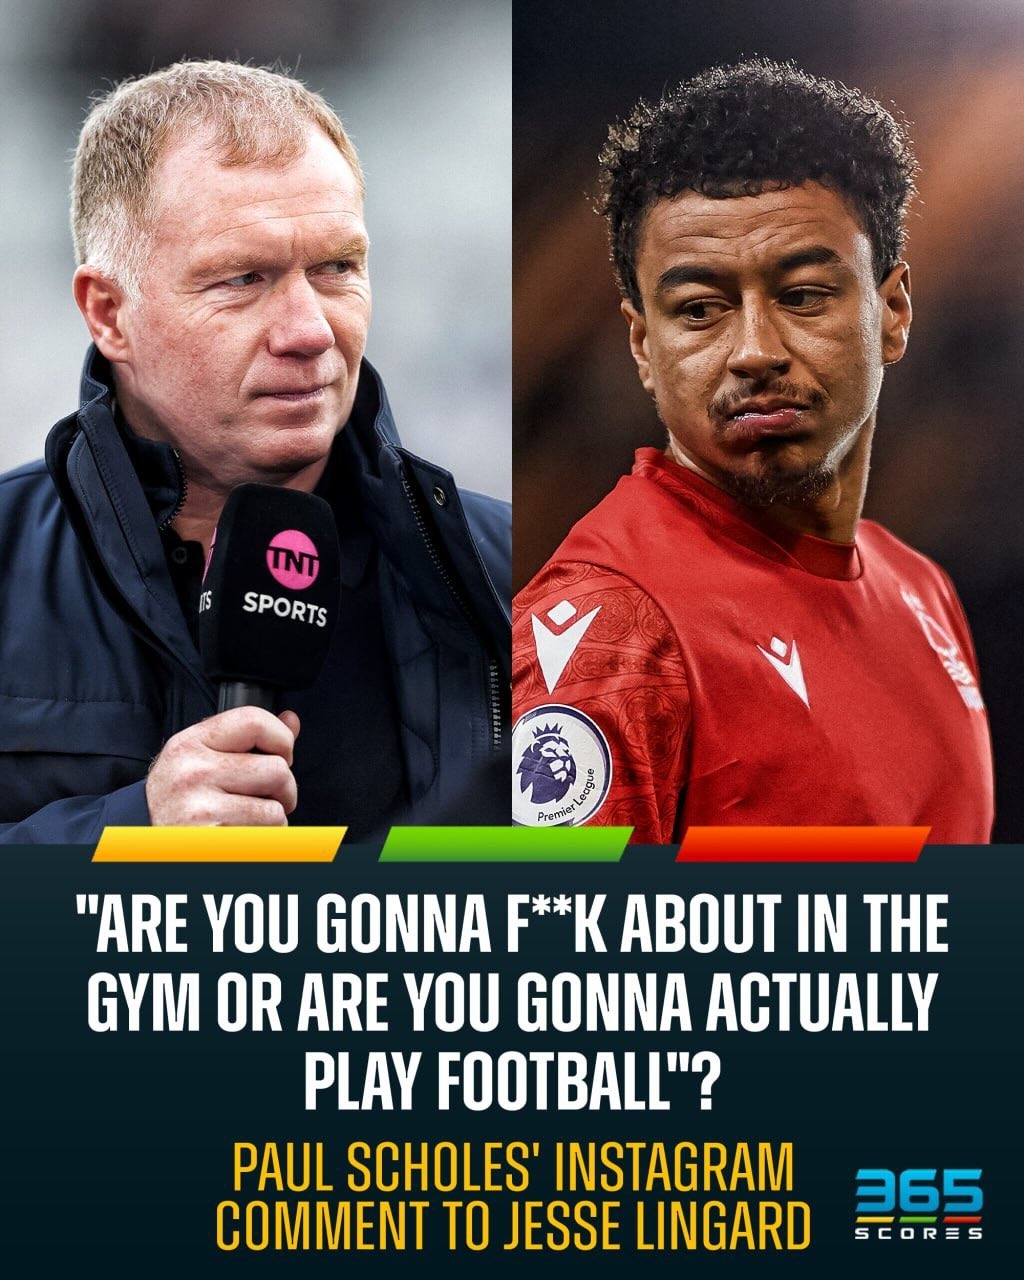 TNT
SPORTS
TS
Premier League
"ARE YOU GONNA F**K ABOUT IN THE
GYM OR ARE YOU GONNA ACTUALLY
PLAY FOOTBALL"?
PAUL SCHOLES' INSTAGRAM
COMMENT TO JESSE LINGARD
365
SCORES